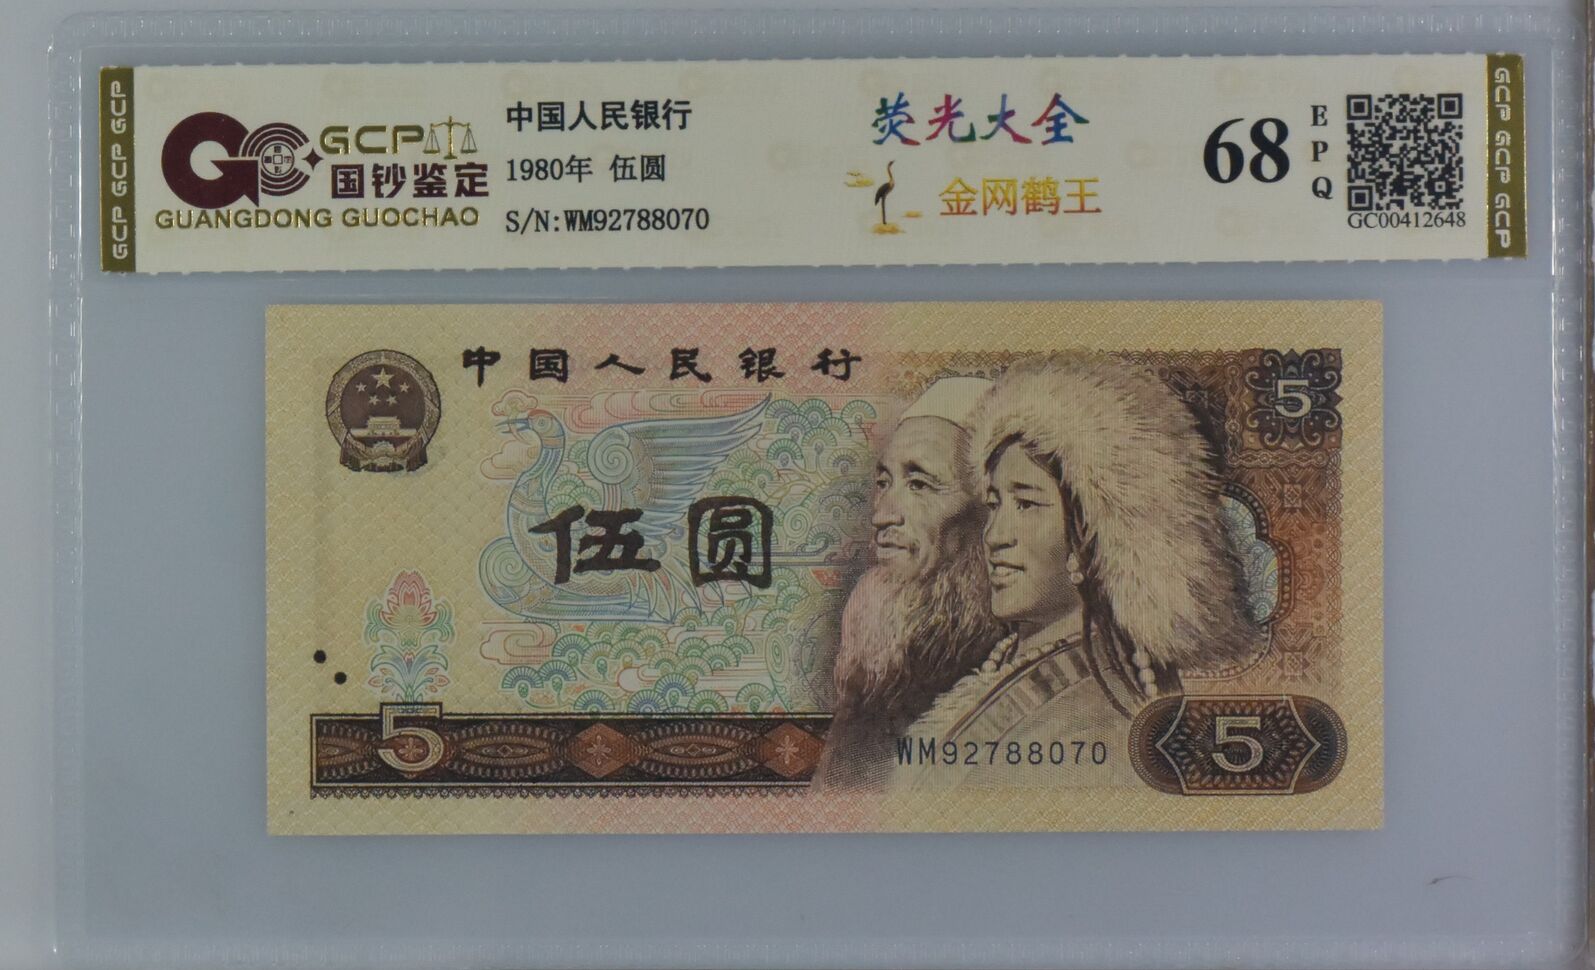 GCP GCP GCP
GCP
国钞鉴定
GUANGDONG GUOCHAO
中国人民银行
1980年 伍圆
S/N:WM92788070
荧光大全
金网鹤王
68
EPQ
GC00412648
GCP GCP GCP
中国人民银行
5
伍圆
5
WM92788070
5